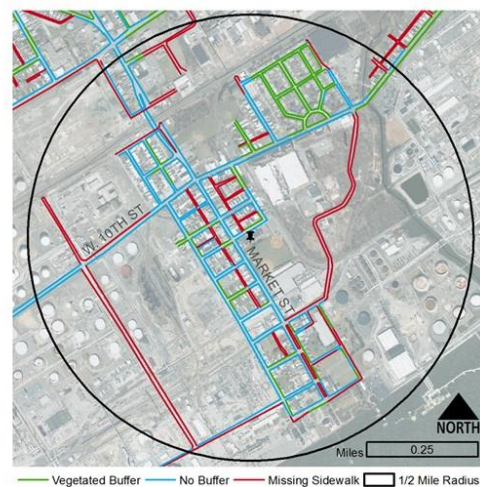 W. 10TH ST
MARKET ST
NORTH
Miles 0.25
Vegetated Buffer No Buffer Missing Sidewalk 1/2 Mile Radius